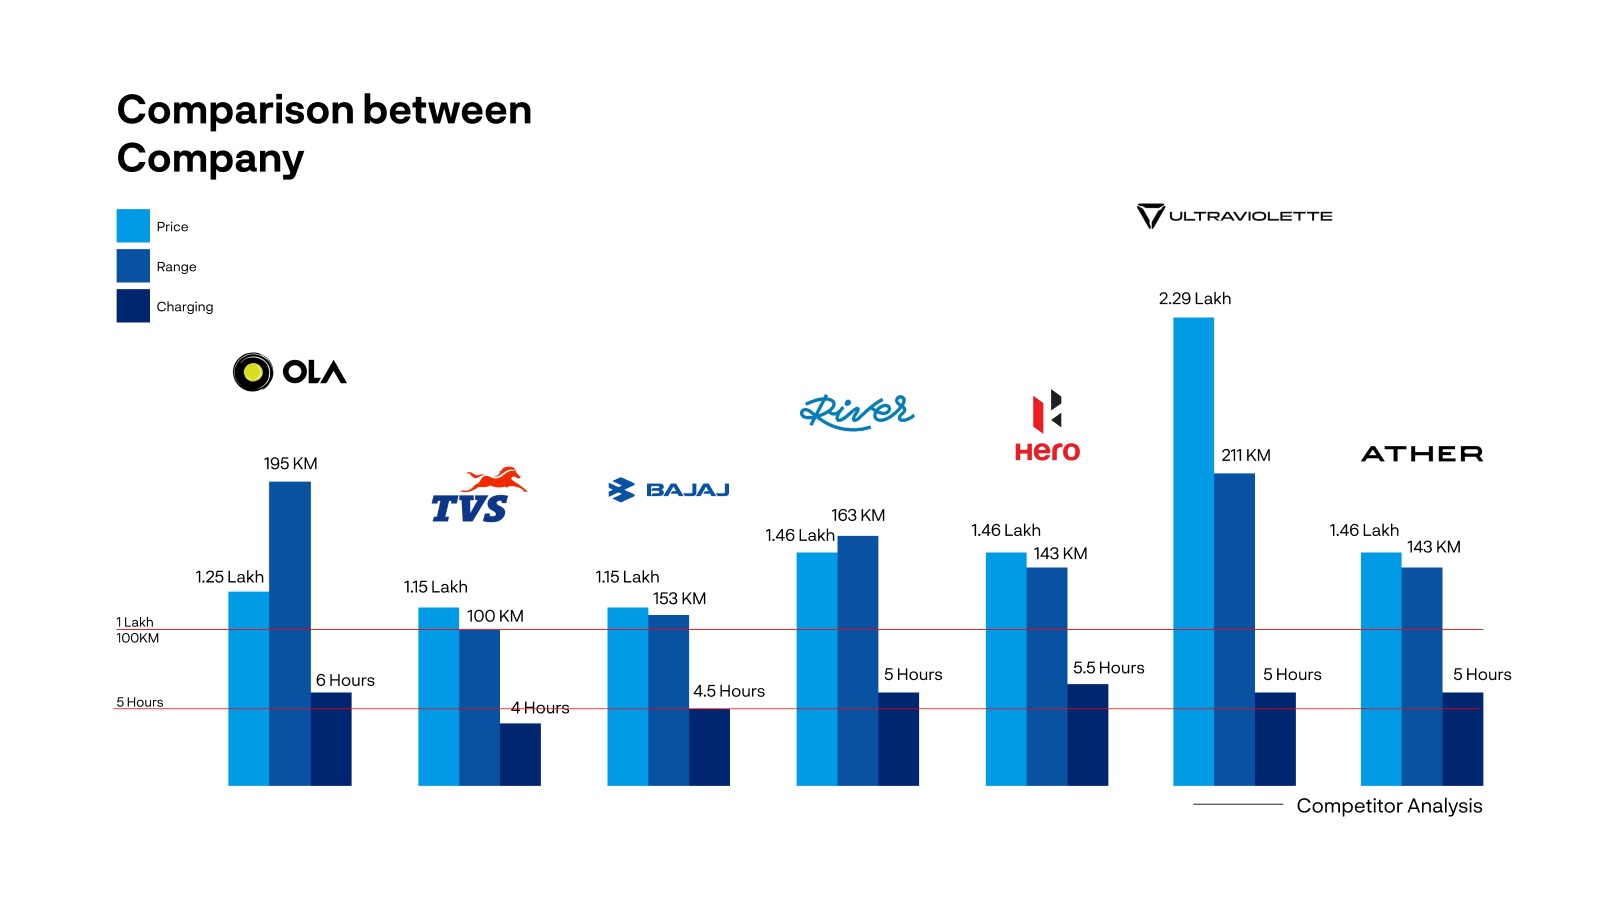 Comparison between
Company
Price
Range
Charging
OLA
TVS
BAJAJ
River
Hero
ULTRAVIOLETTE
ATHER
1 Lakh
100KM
5 Hours
1.25 Lakh
195 KM
6 Hours
1.15 Lakh
100 KM
4 Hours
1.15 Lakh
153 KM
4.5 Hours
1.46 Lakh
163 KM
5 Hours
1.46 Lakh
143 KM
5.5 Hours
2.29 Lakh
211 KM
5 Hours
1.46 Lakh
143 KM
5 Hours
Competitor Analysis